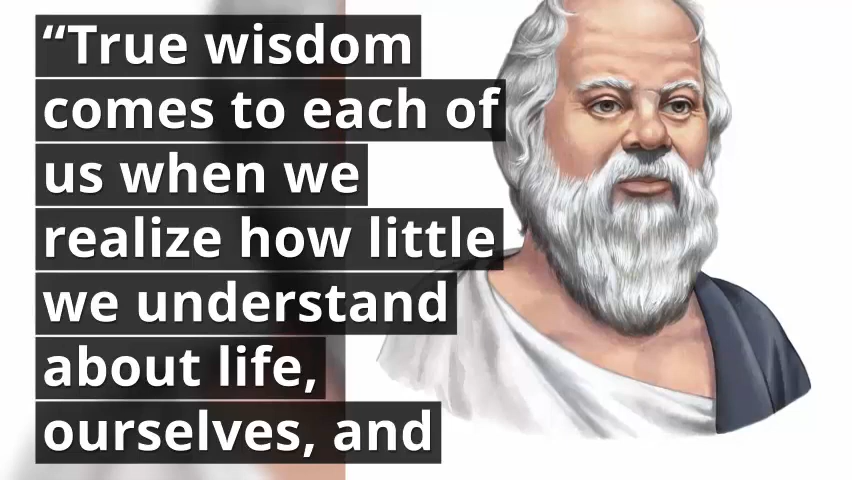 “True wisdom
comes to each of
us when we
realize how little
we understand
about life,
ourselves, and